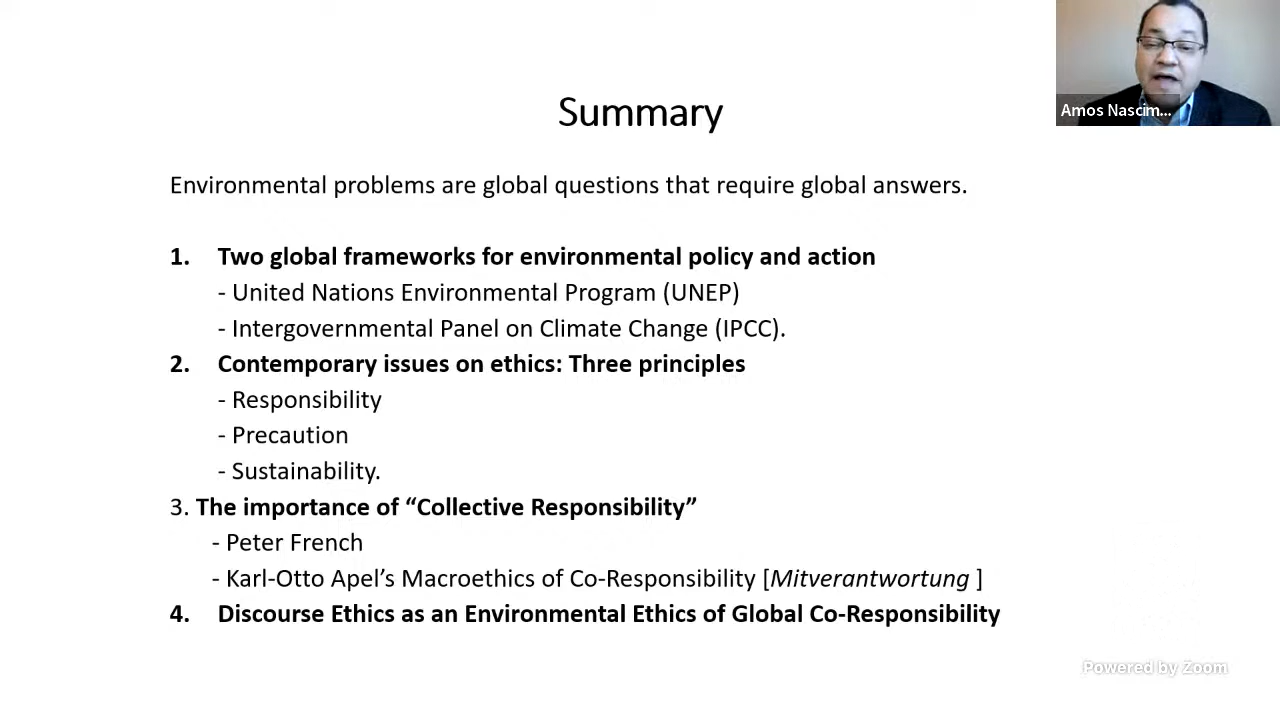 Summary
Amos Nascim...
Environmental problems are global questions that require global answers.
1. Two global frameworks for environmental policy and action
- United Nations Environmental Program (UNEP)
- Intergovernmental Panel on Climate Change (IPCC).
2. Contemporary issues on ethics: Three principles
- Responsibility
- Precaution
- Sustainability.
3. The importance of “Collective Responsibility”
- Peter French
- Karl-Otto Apel’s Macroethics of Co-Responsibility [Mitverantwortung ]
4. Discourse Ethics as an Environmental Ethics of Global Co-Responsibility
Powered by Zoom